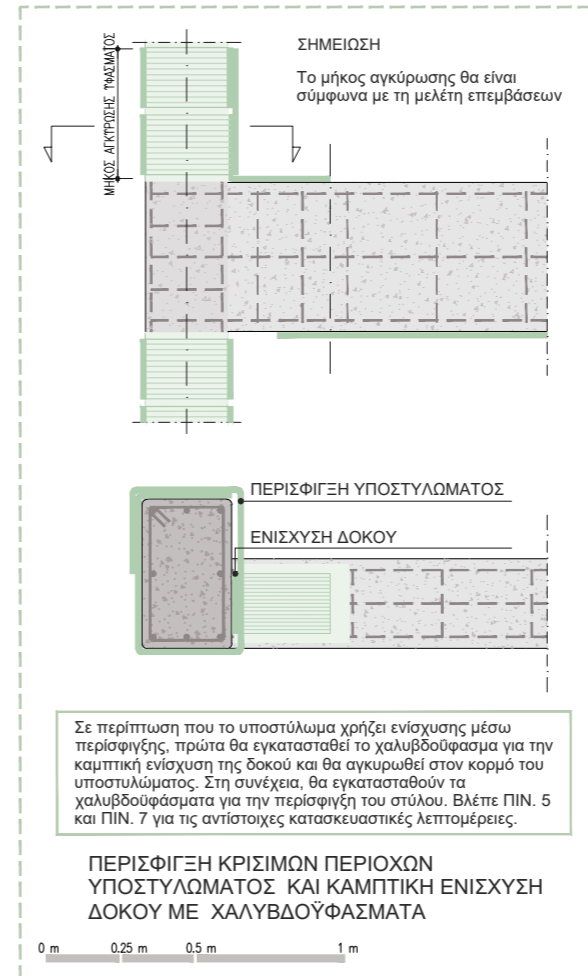 ΜΗΚΟΣ ΑΓΚΎΡΩΣΗΣ ΎΦΑΣΜΑΤΟΣ
ΣΗΜΕΙΩΣΗ
Το μήκος αγκύρωσης θα είναι
σύμφωνα με τη μελέτη επεμβάσεων
ΠΕΡΙΣΦΙΓΞΗ ΥΠΟΣΤΥΛΩΜΑΤΟΣ
ΕΝΙΣΧΥΣΗ ΔΟΚΟΥ
Σε περίπτωση που το υποστύλωμα χρήζει ενίσχυσης μέσω
περίσφιγξης, πρώτα θα εγκατασταθεί το χαλυβδοΰφασμα για την
καμπτική ενίσχυση της δοκού και θα αγκυρωθεί στον κορμό του
υποστυλώματος. Στη συνέχεια, θα εγκατασταθούν τα
χαλυβδοϋφάσματα για την περίσφιγξη του στύλου. Βλέπε ΠΙΝ. 5
και ΠΙΝ. 7 για τις αντίστοιχες κατασκευαστικές λεπτομέρειες.
ΠΕΡΙΣΦΙΓΞΗ ΚΡΙΣΙΜΩΝ ΠΕΡΙΟΧΩΝ
ΥΠΟΣΤΥΛΩΜΑΤΟΣ ΚΑΙ ΚΑΜΠΤΙΚΗ ΕΝΙΣΧΥΣΗ
ΔΟΚΟΥ ΜΕ ΧΑΛΥΒΔΟΫΦΑΣΜΑΤΑ
0 m 0.25 m 0.5 m 1 m